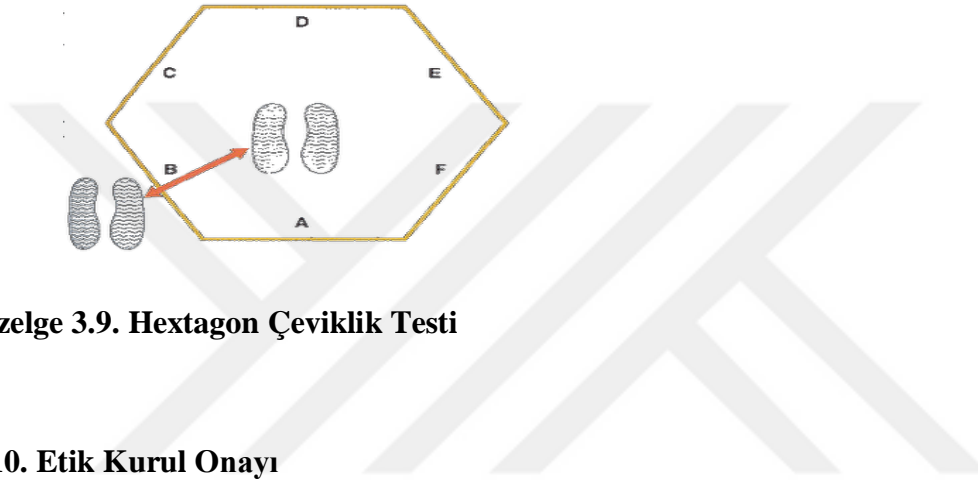 D
C
E
B
F
A
zelge 3.9. Hextagon Çeviklik Testi
10. Etik Kurul Onayı